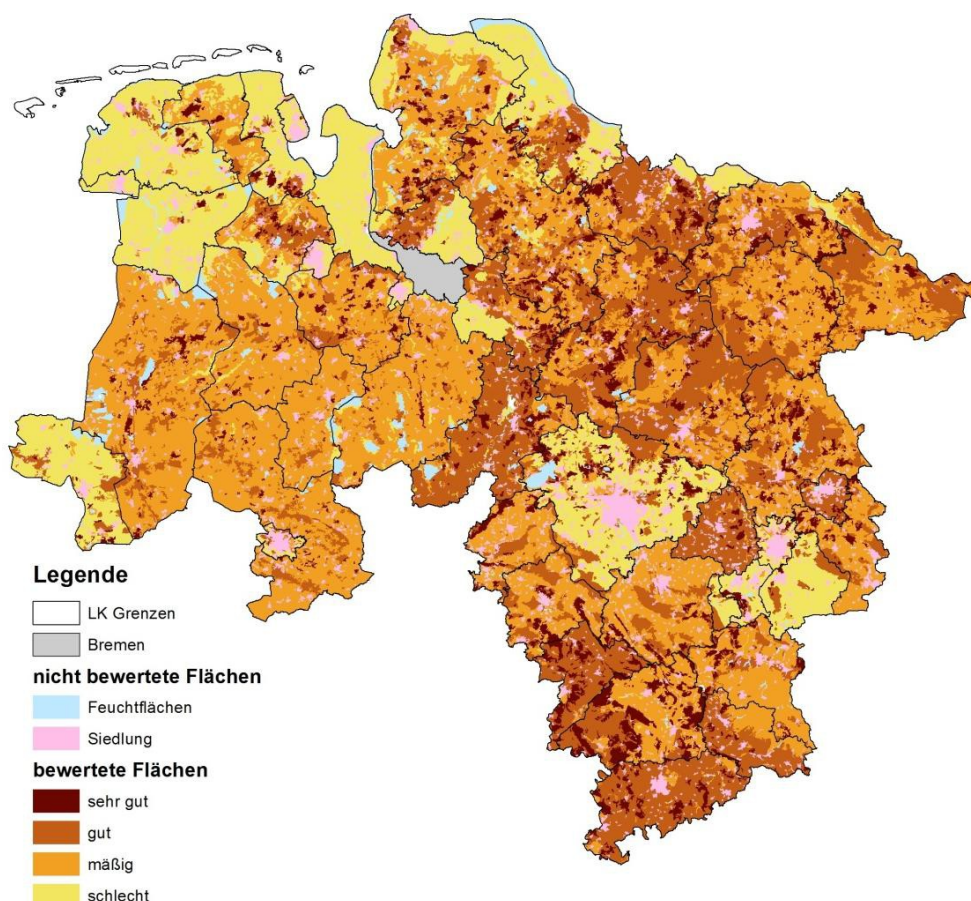 Legende
LK Grenzen
Bremen
nicht bewertete Flächen
Feuchtflächen
Siedlung
bewertete Flächen
sehr gut
gut
mäßig
schlecht